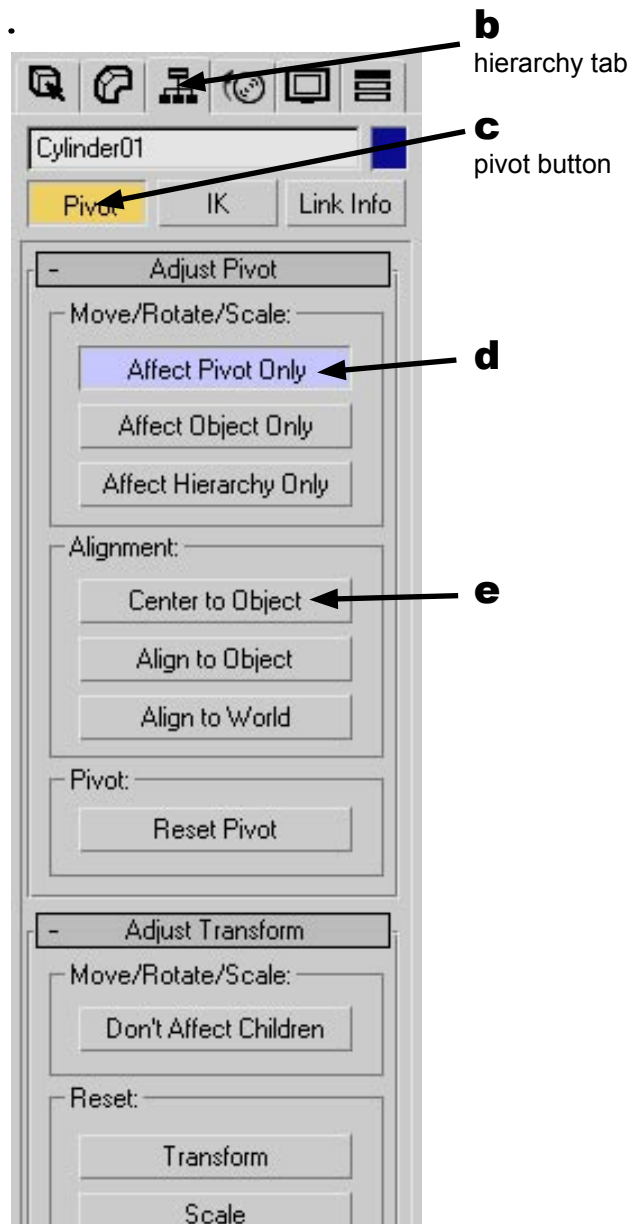 .
b
hierarchy tab
Cylinder01
c
pivot button
Pivot IK Link Info
- Adjust Pivot
Move/Rotate/Scale:
Affect Pivot Only
d
Affect Object Only
Affect Hierarchy Only
Alignment:
Center to Object
e
Align to Object
Align to World
Pivot:
Reset Pivot
- Adjust Transform
Move/Rotate/Scale:
Don't Affect Children
Reset:
Transform
Scale